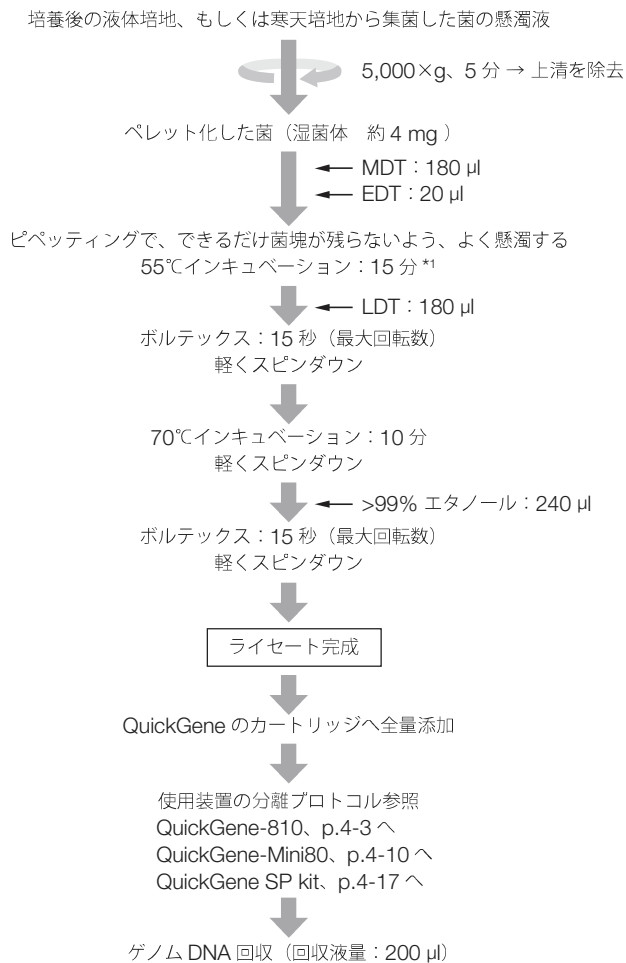 培養後の液体培地、もしくは寒天培地から集菌した菌の懸濁液
5,000×g、5 分 → 上清を除去
ペレット化した菌（湿菌体　約 4 mg ）
MDT：180 µl
EDT：20 µl
ピペッティングで、できるだけ菌塊が残らないよう、よく懸濁する
55℃インキュベーション：15 分 *1
LDT：180 µl
ボルテックス：15 秒（最大回転数）
軽くスピンダウン
70℃インキュベーション：10 分
軽くスピンダウン
>99% エタノール：240 µl
ボルテックス：15 秒（最大回転数）
軽くスピンダウン
ライセート完成
QuickGene のカートリッジへ全量添加
使用装置の分離プロトコル参照
QuickGene-810、p.4-3 へ
QuickGene-Mini80、p.4-10 へ
QuickGene SP kit、p.4-17 へ
ゲノム DNA 回収（回収液量：200 µl）